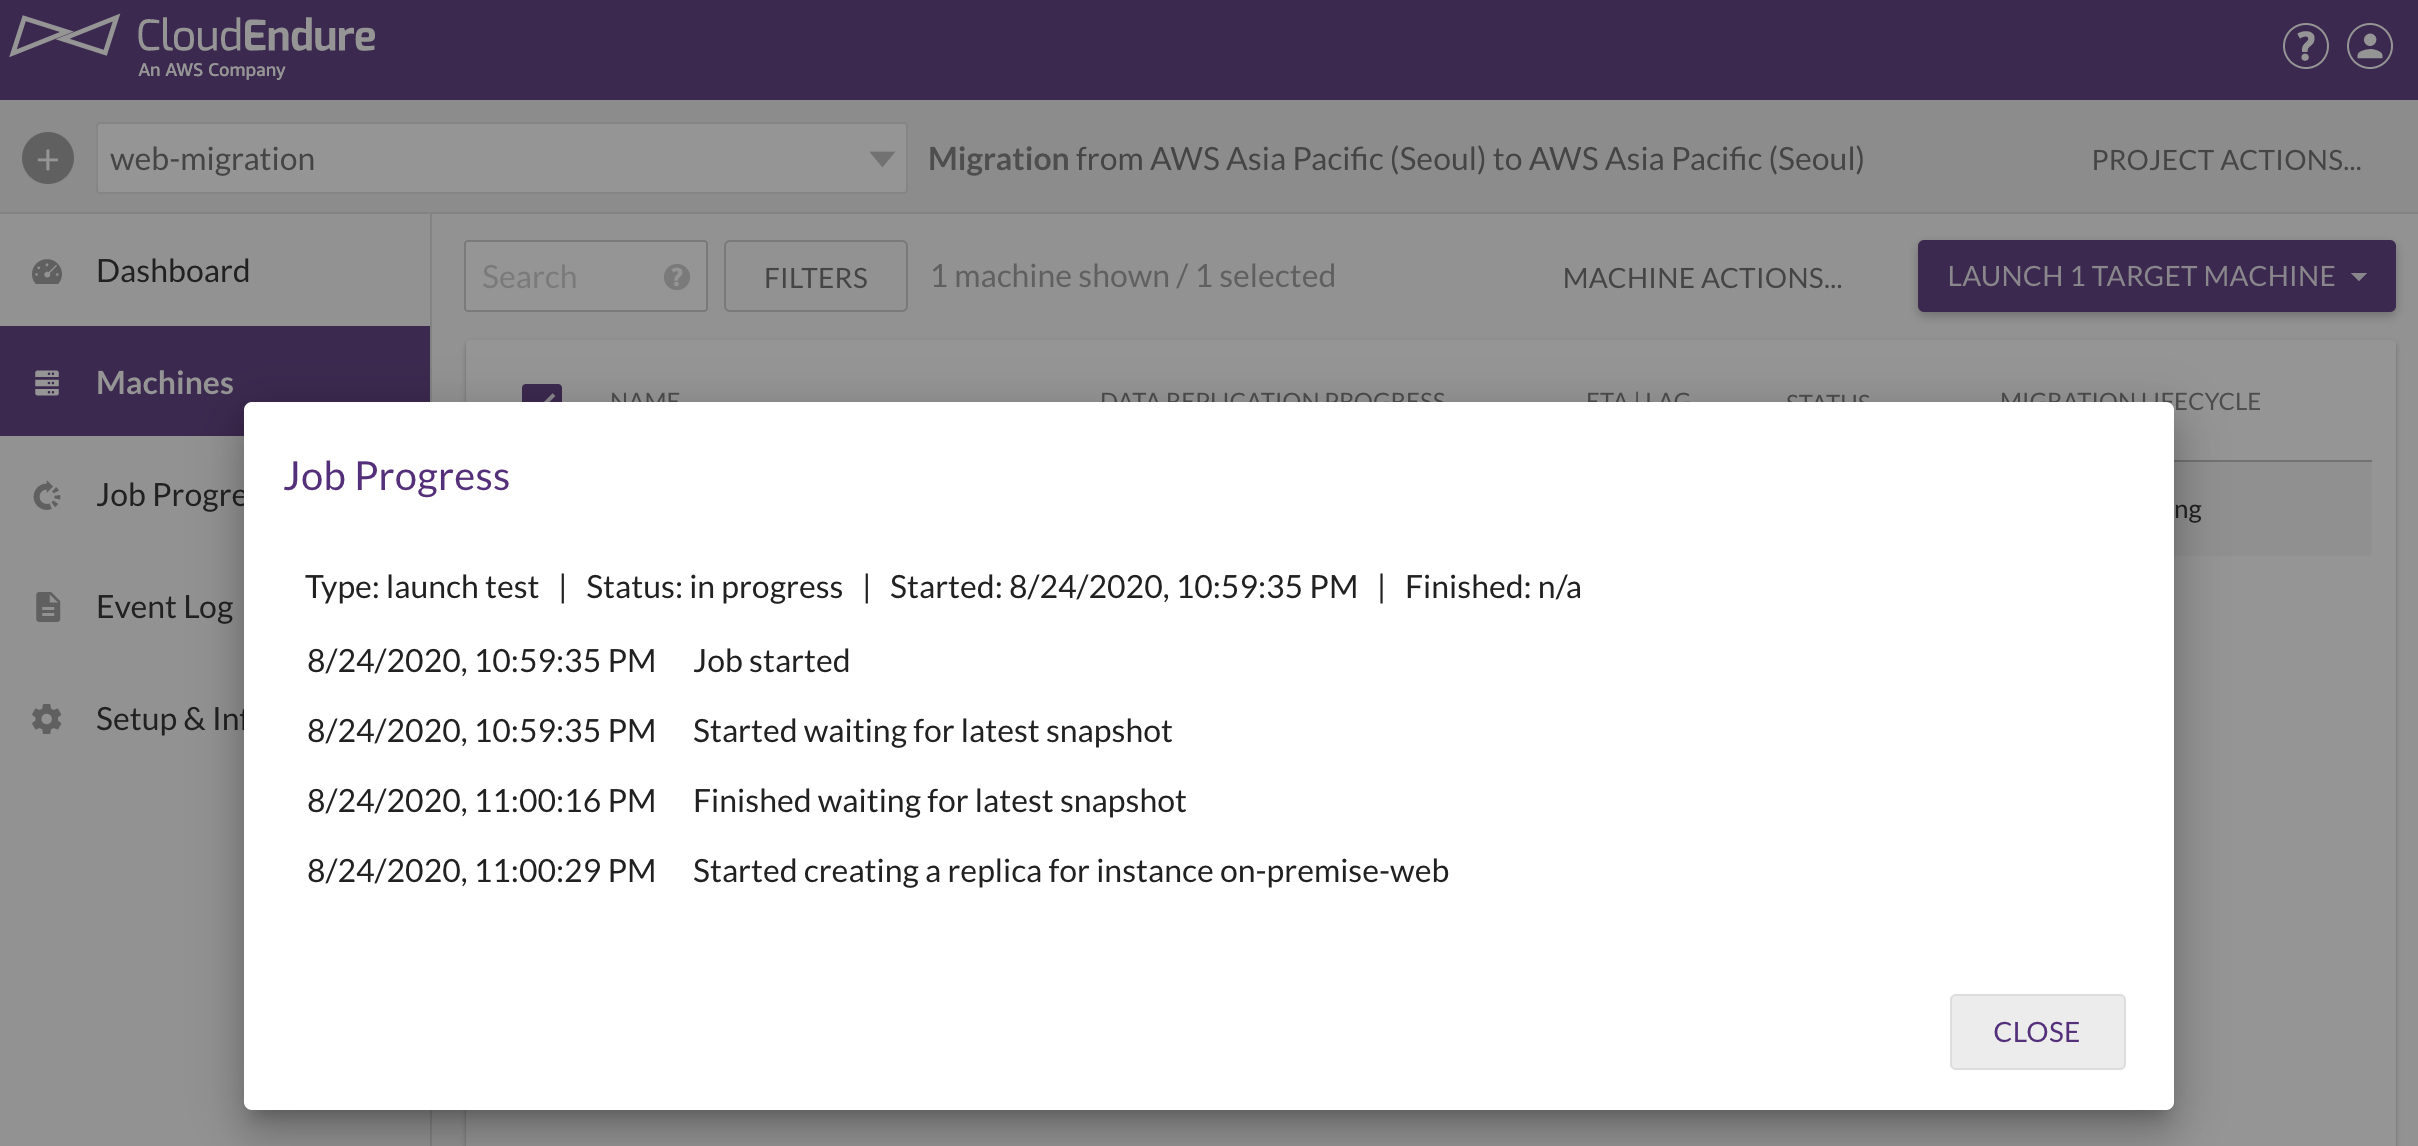 CloudEndure
An AWS Company
web-migration
Migration from AWS Asia Pacific (Seoul) to AWS Asia Pacific (Seoul)
PROJECT ACTIONS...
Dashboard
Machines
Job Progre
Event Log
Setup & Inf
Search
FILTERS
1 machine shown / 1 selected
MACHINE ACTIONS...
LAUNCH 1 TARGET MACHINE
NAME
DATA REPLICATION PROGRESS
ETA | LAG
STATUS
MIGRATION LIFECYCLE
ng
Job Progress
Type: launch test | Status: in progress | Started: 8/24/2020, 10:59:35 PM | Finished: n/a
8/24/2020, 10:59:35 PM Job started
8/24/2020, 10:59:35 PM Started waiting for latest snapshot
8/24/2020, 11:00:16 PM Finished waiting for latest snapshot
8/24/2020, 11:00:29 PM Started creating a replica for instance on-premise-web
CLOSE